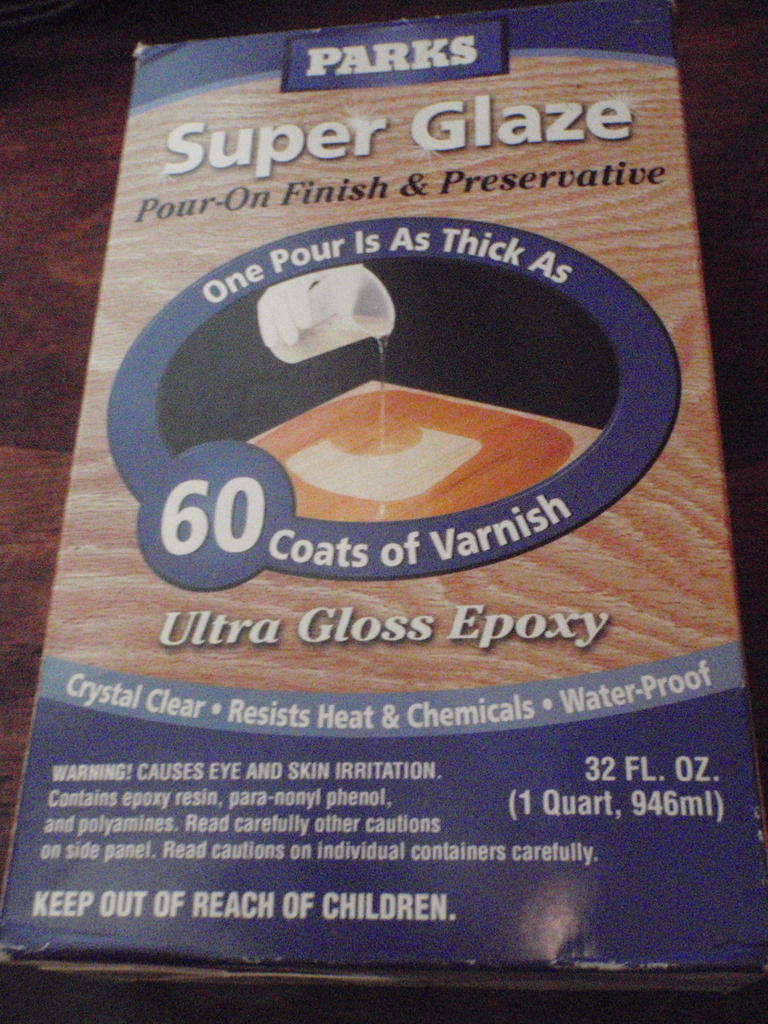 PARKS
Super Glaze
Pour-On Finish & Preservative
One Pour Is As Thick As
60 Coats of Varnish
Ultra Gloss Epoxy
Crystal Clear • Resists Heat & Chemicals • Water-Proof
WARNING! CAUSES EYE AND SKIN IRRITATION.
Contains epoxy resin, para-nonyl phenol,
and polyamines. Read carefully other cautions
on side panel. Read cautions on individual containers carefully.
32 FL. OZ.
(1 Quart, 946ml)
KEEP OUT OF REACH OF CHILDREN.